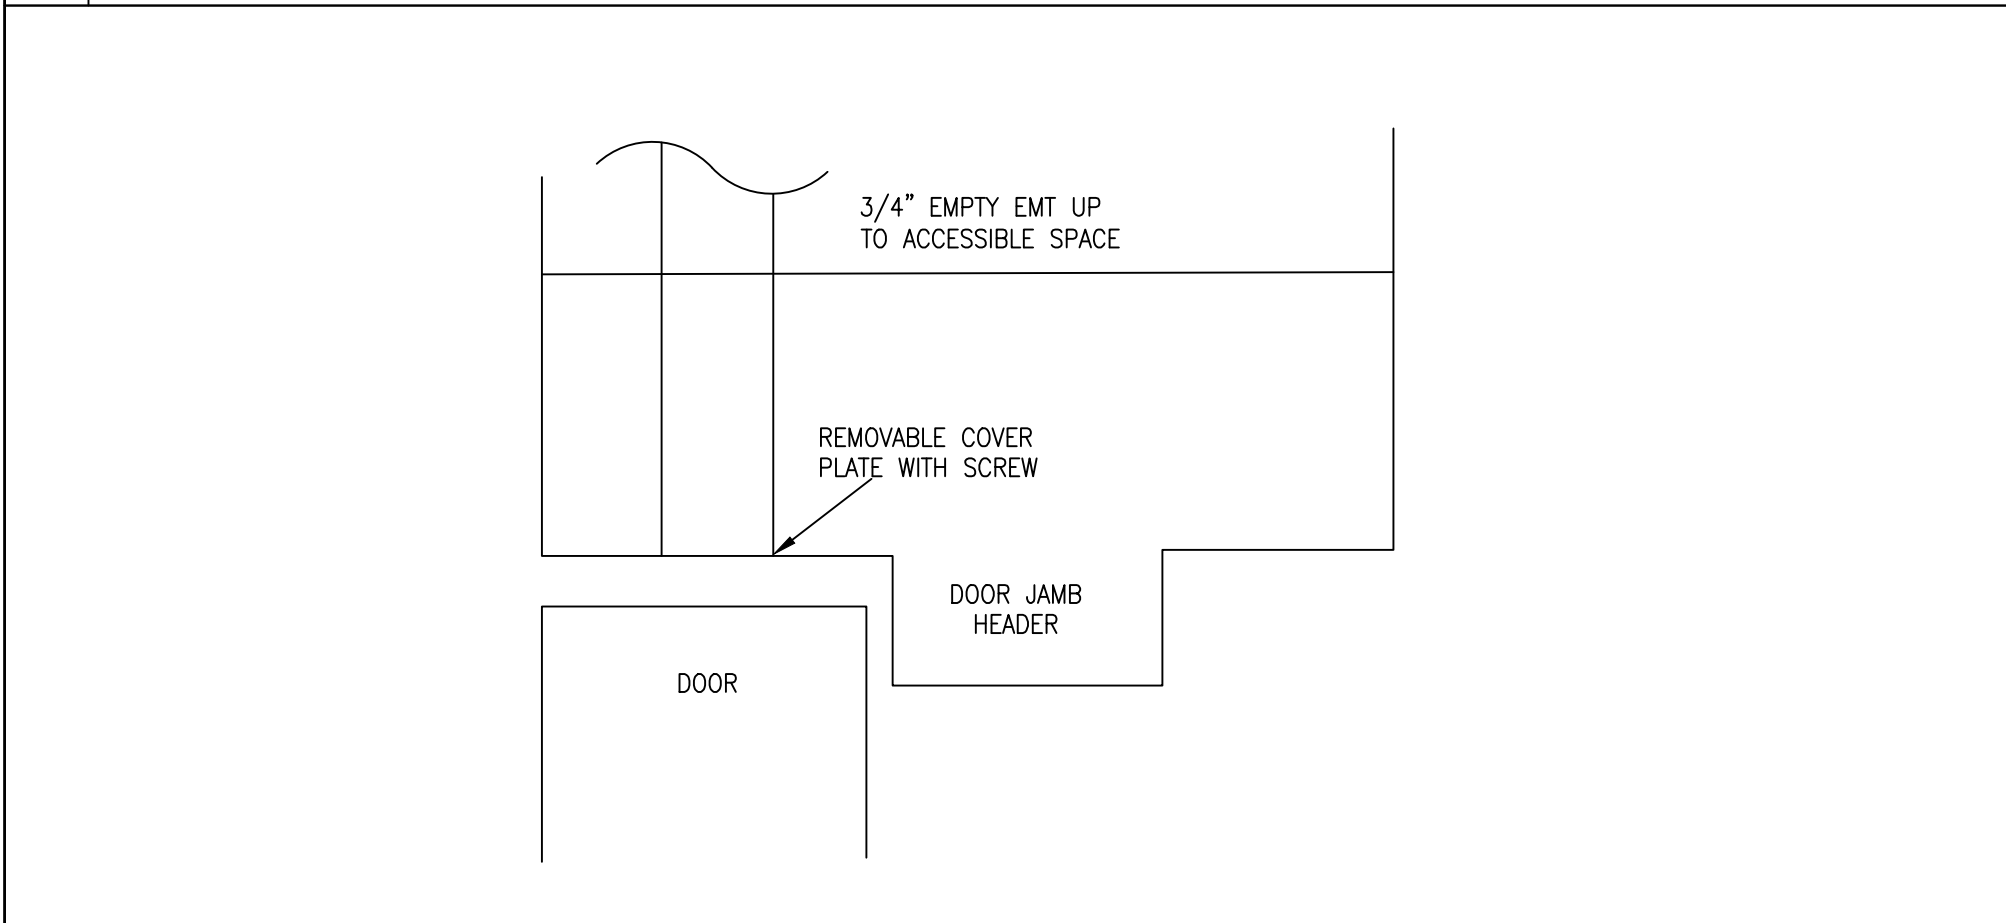 3/4” EMPTY EMT UP
TO ACCESSIBLE SPACE
REMOVABLE COVER
PLATE WITH SCREW
DOOR JAMB
HEADER
DOOR